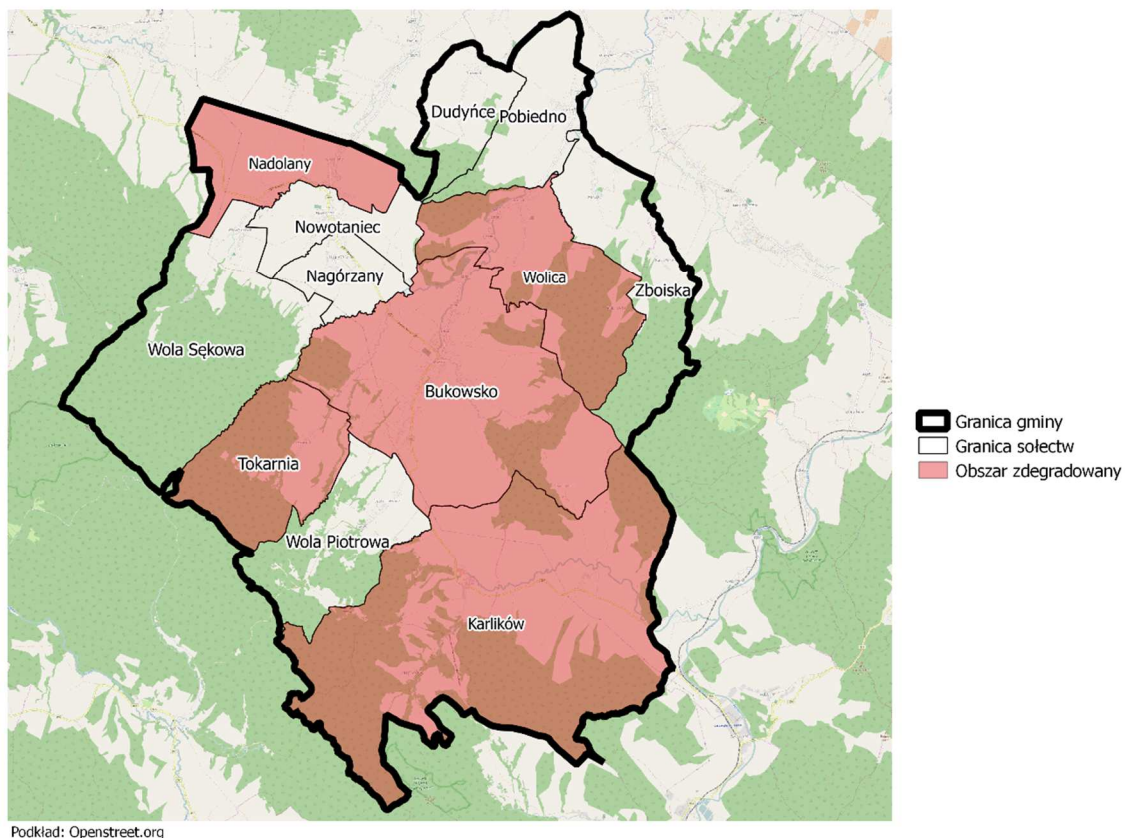 Dudyńce
Pobiedno
Nadolany
Nowotaniec
Nagórzany
Wolica
Zboiska
Wola Sękowa
Bukowsko
Tokarnia
Wola Piotrowa
Karlików
Granica gminy
Granica sołectw
Obszar zdegradowany
Podkład: Openstreet.org